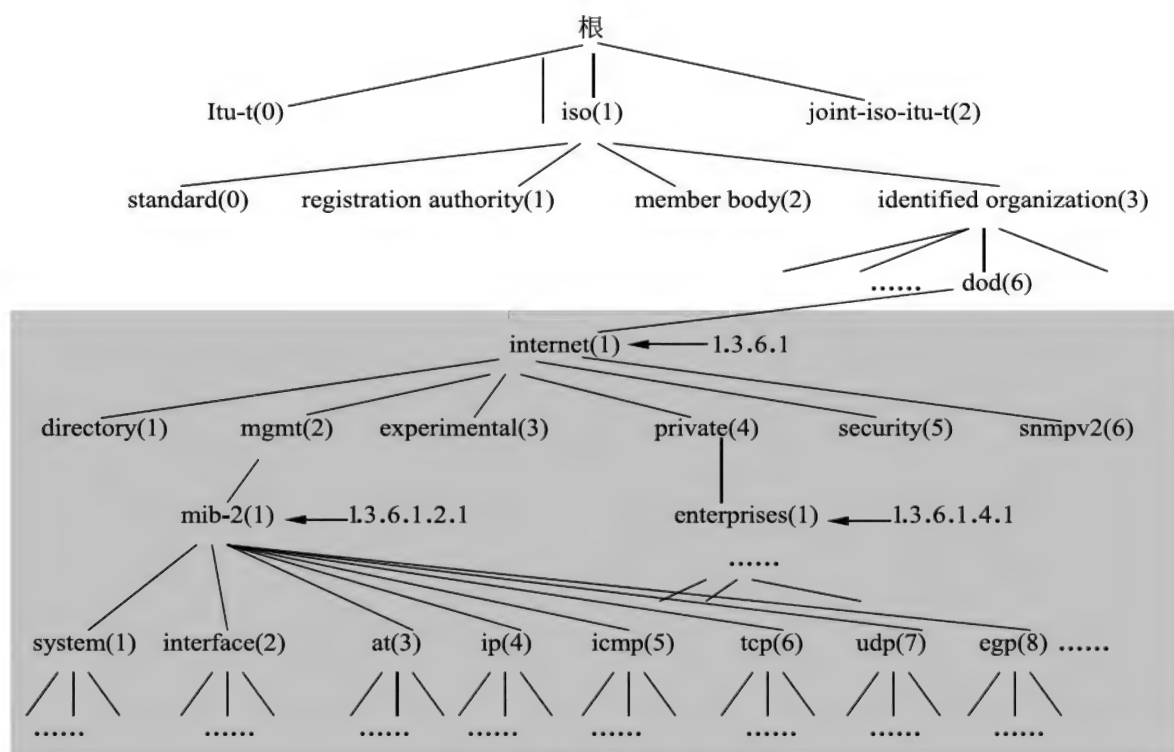 根
Itu-t(0) iso(1) joint-iso-itu-t(2)
standard(0) registration authority(1) member body(2) identified organization(3)
...... dod(6)
internet(1) 1.3.6.1
directory(1) mgmt(2) experimental(3) private(4) security(5) snmpv2(6)
mib-2(1) 1.3.6.1.2.1 enterprises(1) 1.3.6.1.4.1
......
system(1) interface(2) at(3) ip(4) icmp(5) tcp(6) udp(7) egp(8) ......
...... ...... ...... ...... ...... ...... ...... ......